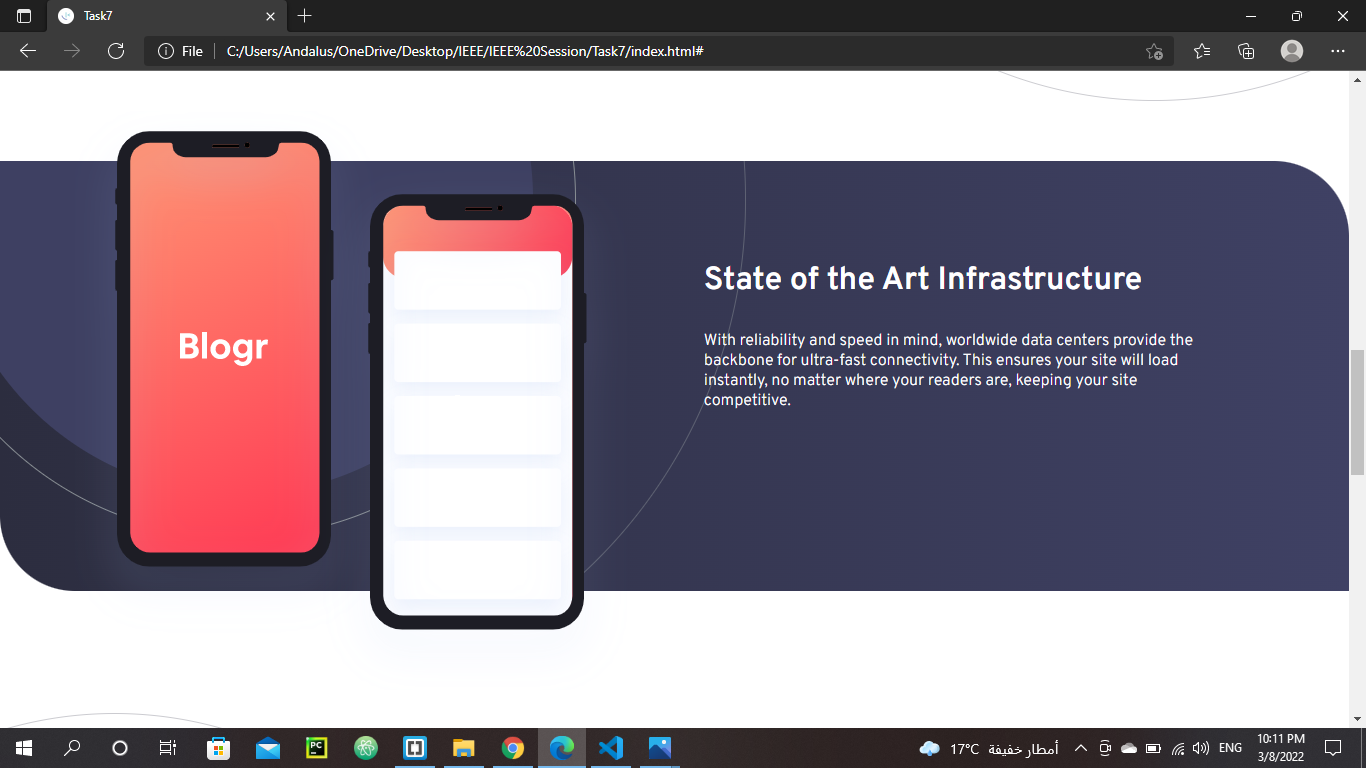 Task7
File
C:/Users/Andalus/OneDrive/Desktop/IEEE/IEEE%20Session/Task7/index.html#
Blogr
State of the Art Infrastructure
With reliability and speed in mind, worldwide data centers provide the
backbone for ultra-fast connectivity. This ensures your site will load
instantly, no matter where your readers are, keeping your site
competitive.
PC
17°C أمطار خفيفة
ENG
10:11 PM
3/8/2022